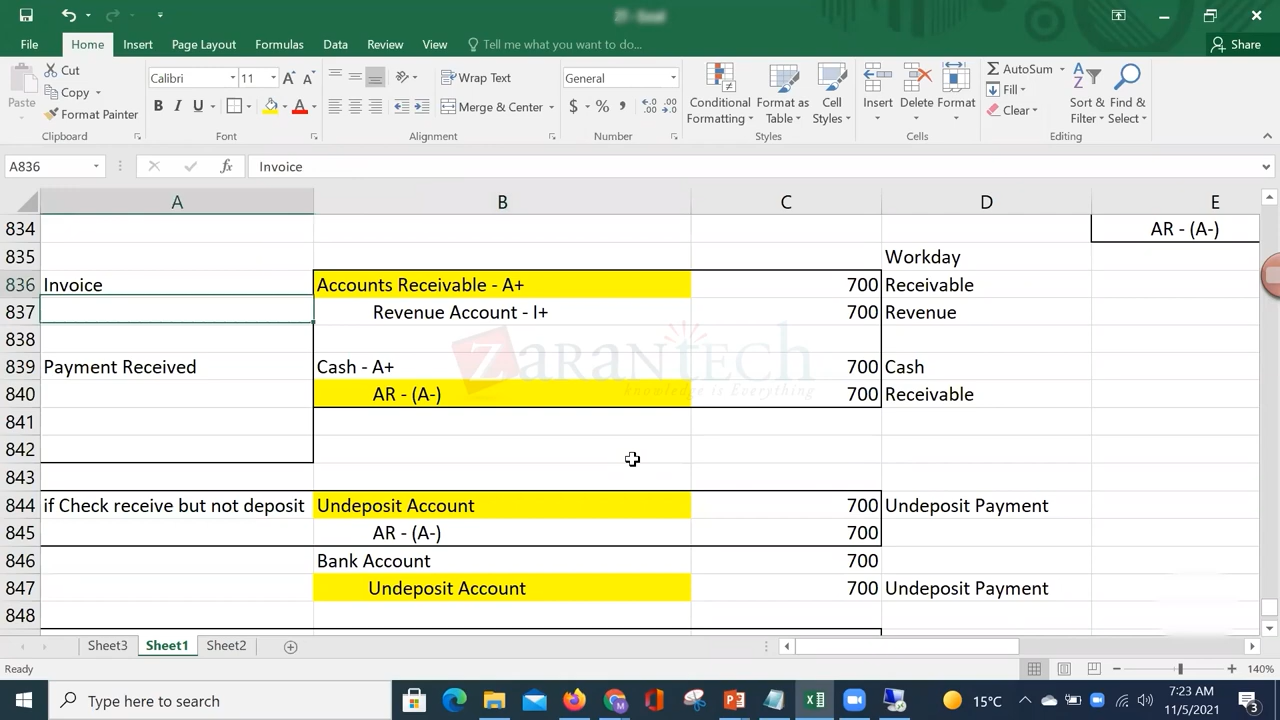 File Home Insert Page Layout Formulas Data Review View Tell me what you want to do... Share
Paste
Cut
Copy
Format Painter
Calibri 11
B I U
Wrap Text
Merge & Center
General
$ % ,
Conditional Formatting
Format as Table
Cell Styles
Insert
Delete
Format
AutoSum
Fill
Clear
Sort & Filter
Find & Select
Clipboard Font Alignment Number Styles Cells Editing
A836 fx Invoice
A B C D E
834 AR - (A-)
835 Workday
836 Invoice Accounts Receivable - A+ 700 Receivable
837 Revenue Account - I+ 700 Revenue
838
839 Payment Received Cash - A+ 700 Cash
840 AR - (A-) 700 Receivable
841
842
843
844 if Check receive but not deposit Undeposit Account 700 Undeposit Payment
845 AR - (A-) 700
846 Bank Account 700
847 Undeposit Account 700 Undeposit Payment
848
zarantech
knowledge is Everything
Sheet3 Sheet1 Sheet2
Ready 140%
Type here to search
15°C
7:23 AM
11/5/2021
3